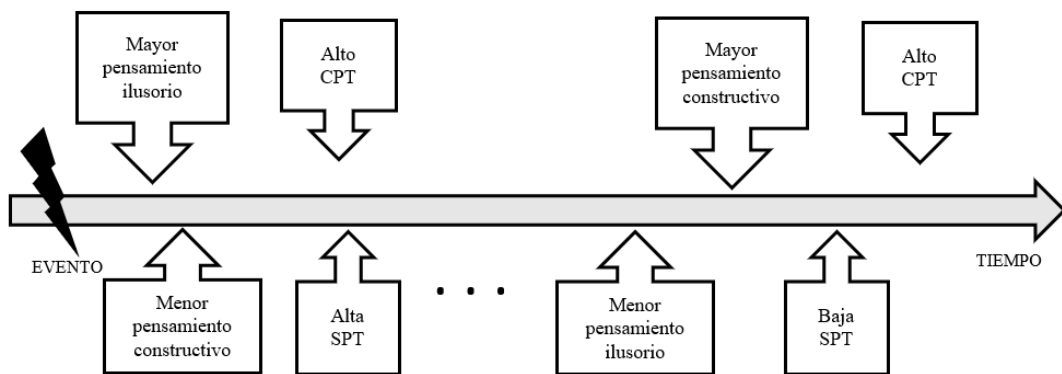 Mayor
pensamiento
ilusorio
Alto
CPT
Mayor
pensamiento
constructivo
Alto
CPT
EVENTO
TIEMPO
Menor
pensamiento
constructivo
Alta
SPT
. . .
Menor
pensamiento
ilusorio
Baja
SPT